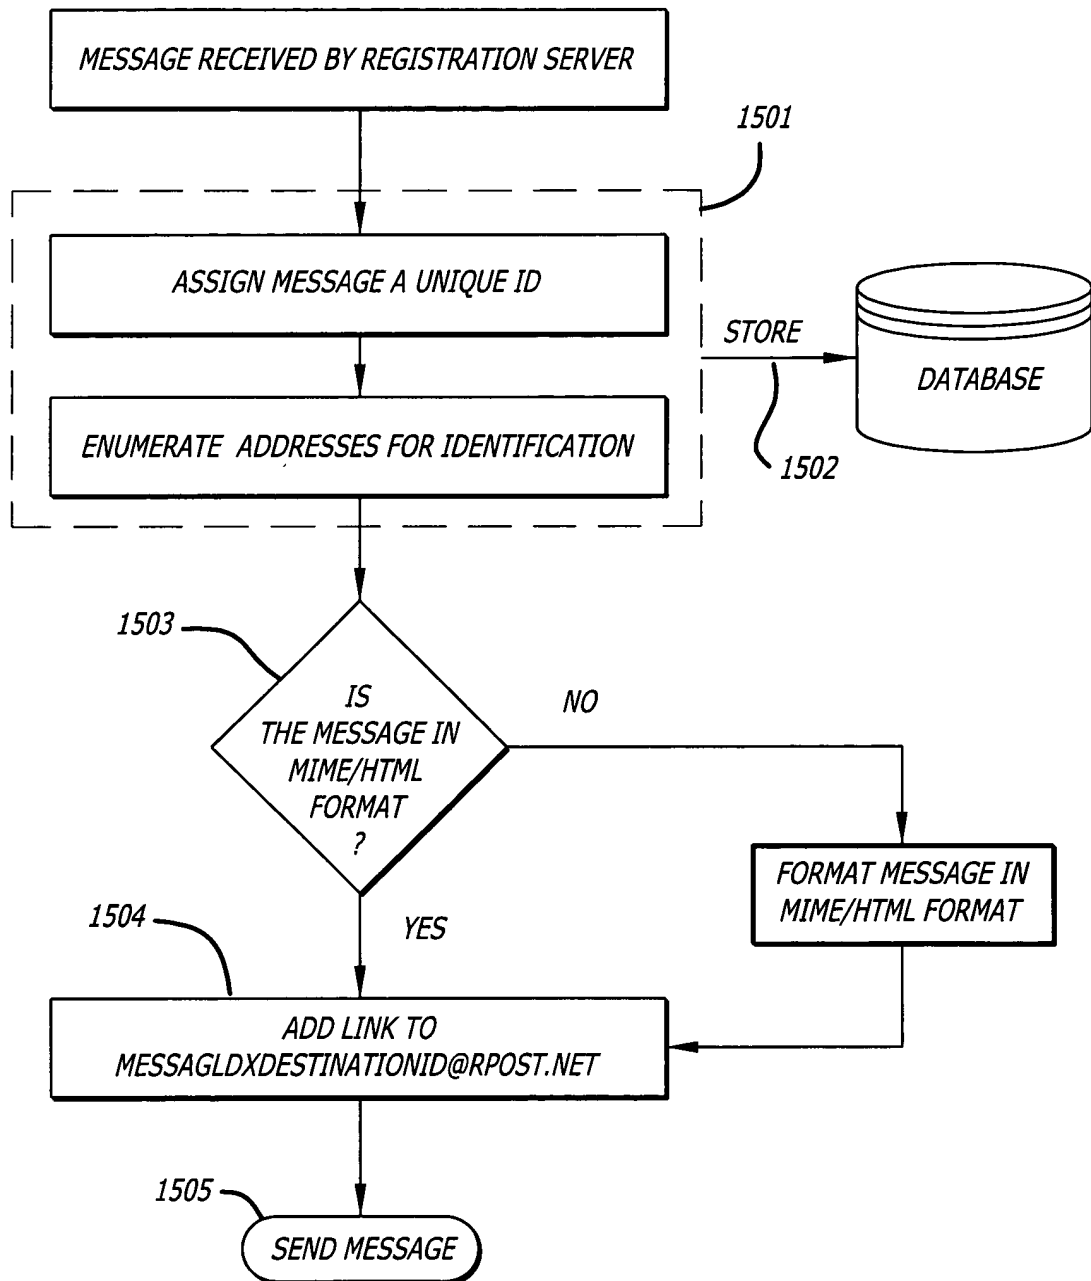 MESSAGE RECEIVED BY REGISTRATION SERVER
1501
ASSIGN MESSAGE A UNIQUE ID
STORE
DATABASE
ENUMERATE ADDRESSES FOR IDENTIFICATION
1502
1503
IS
THE MESSAGE IN
MIME/HTML
FORMAT
?
NO
FORMAT MESSAGE IN
MIME/HTML FORMAT
YES
1504
ADD LINK TO
MESSAGLDXDESTINATIONID@RPOST.NET
1505
SEND MESSAGE